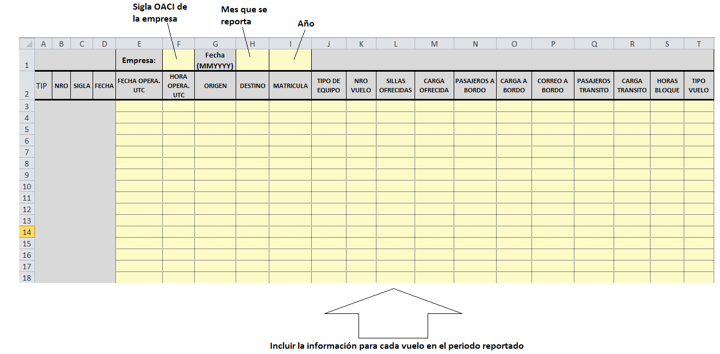 Sigla OACI de
la empresa
Mes que se
reporta
Año
A B C D E F G H I J K L M N O P Q R S T
1 Empresa: Fecha (MMYYYY)
2 TIP NRO SIGLA FECHA FECHA OPERA. UTC HORA OPERA. UTC ORIGEN DESTINO MATRICULA TIPO DE EQUIPO NRO VUELO SILLAS OFRECIDAS CARGA OFRECIDA PASAJEROS A BORDO CARGA A BORDO CORREO A BORDO PASAJEROS TRANSITO CARGA TRANSITO HORAS BLOQUE TIPO VUELO
3
4
5
6
7
8
9
10
11
12
13
14
15
16
17
18
Incluir la información para cada vuelo en el periodo reportado